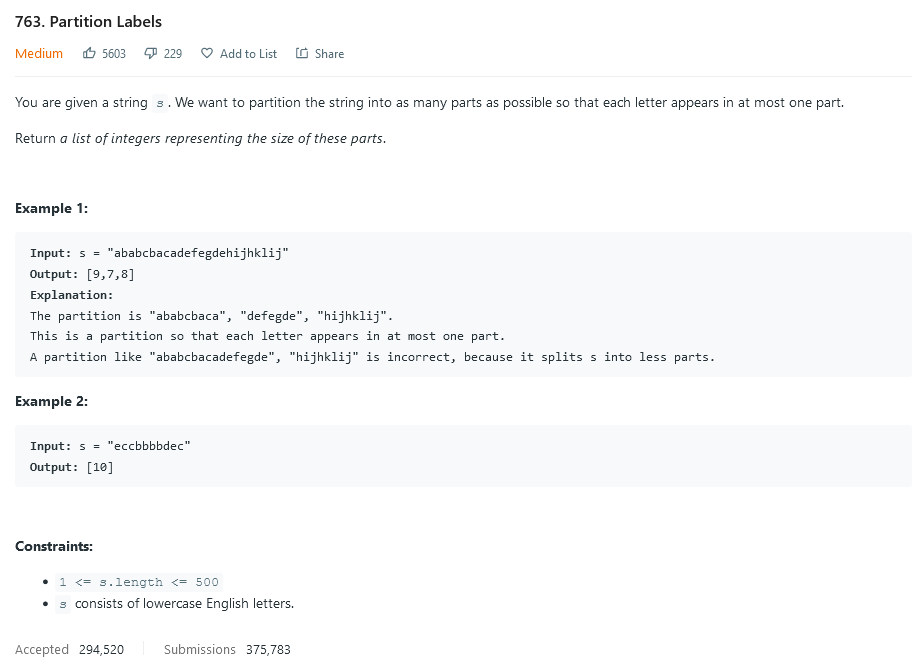 763. Partition Labels
Medium 5603 229 Add to List Share
You are given a string s. We want to partition the string into as many parts as possible so that each letter appears in at most one part.
Return a list of integers representing the size of these parts.
Example 1:
Input: s = "ababcbacadefegdehijhklij"
Output: [9,7,8]
Explanation:
The partition is "ababcbaca", "defegde", "hijhklij".
This is a partition so that each letter appears in at most one part.
A partition like "ababcbacadefegde", "hijhklij" is incorrect, because it splits s into less parts.
Example 2:
Input: s = "eccbbbbdec"
Output: [10]
Constraints:
• 1 <= s.length <= 500
• s consists of lowercase English letters.
Accepted 294,520 Submissions 375,783